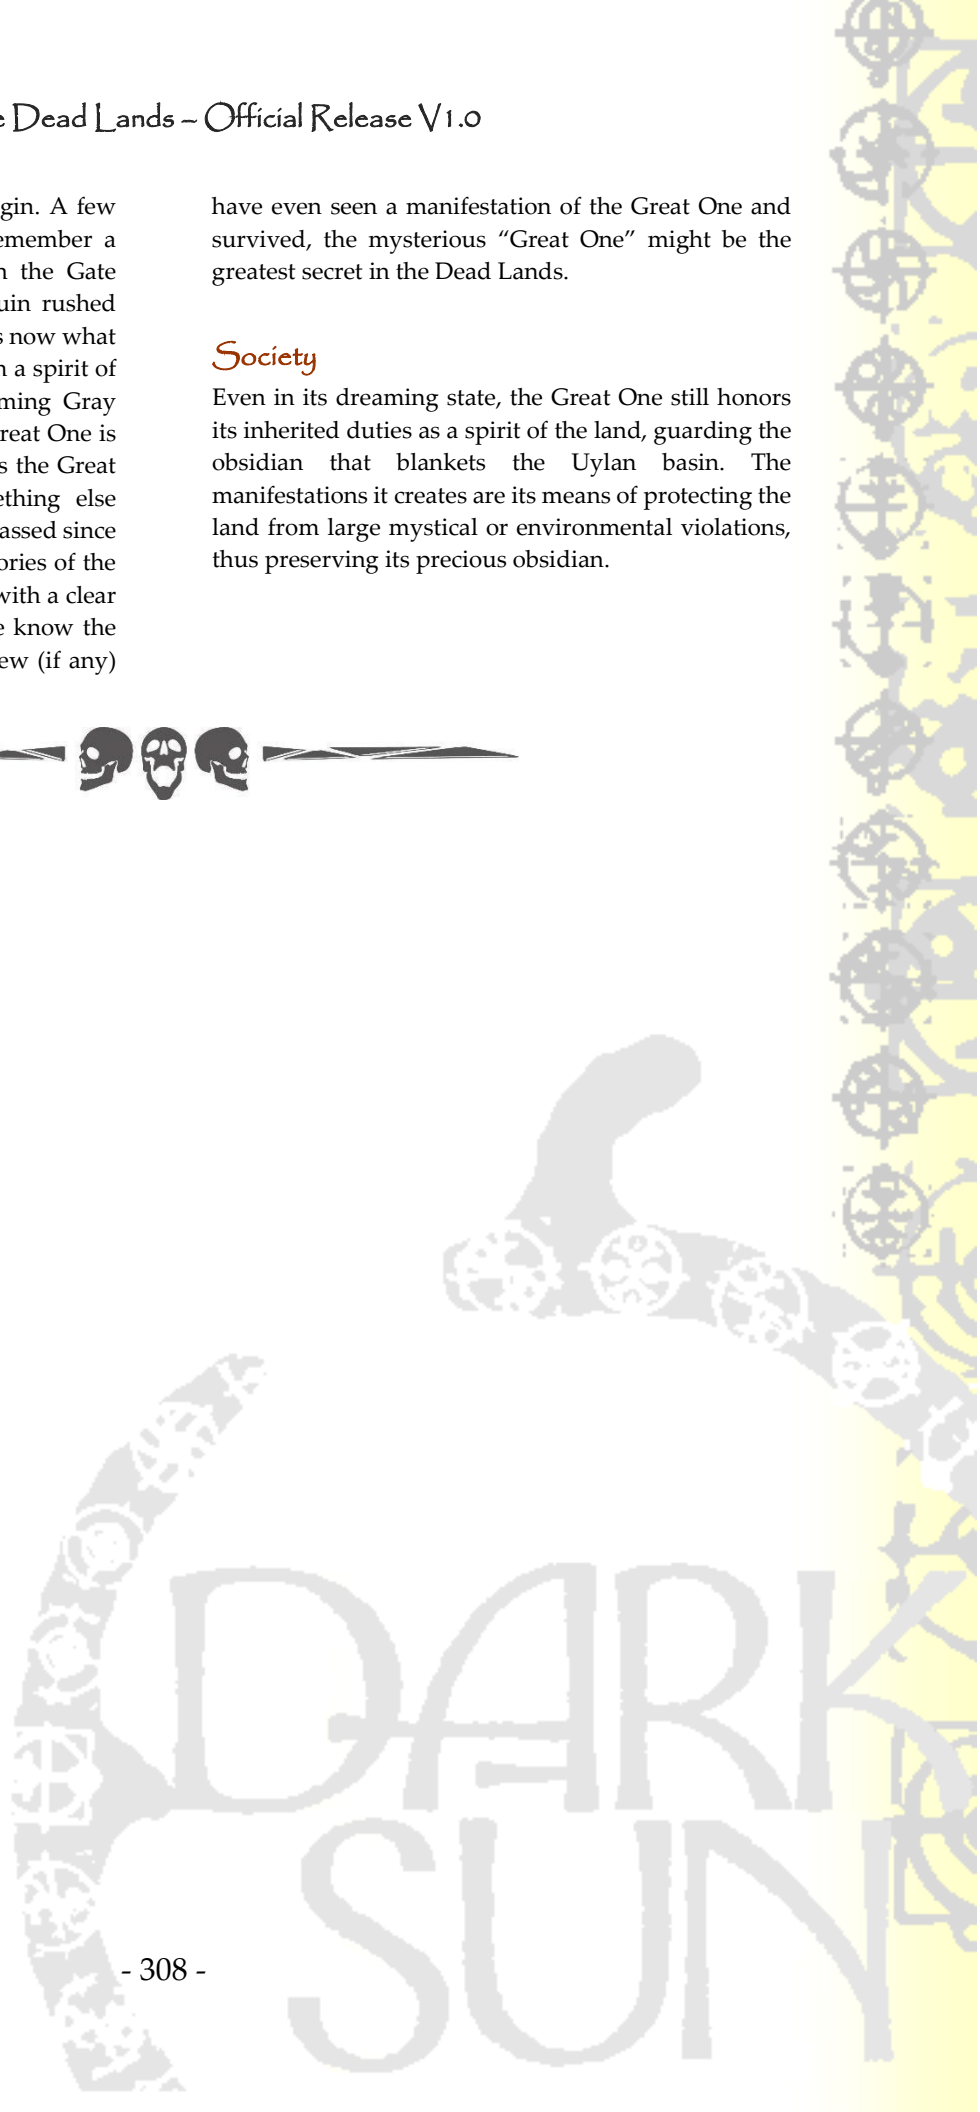 Dead Lands – Official Release V1.0
gin. A few
emember a
the Gate
uin rushed
s now what
a spirit of
ming Gray
reat One is
s the Great
ething else
assed since
ories of the
with a clear
e know the
ew (if any)
have even seen a manifestation of the Great One and
survived, the mysterious “Great One” might be the
greatest secret in the Dead Lands.
Society
Even in its dreaming state, the Great One still honors
its inherited duties as a spirit of the land, guarding the
obsidian that blankets the Uylan basin. The
manifestations it creates are its means of protecting the
land from large mystical or environmental violations,
thus preserving its precious obsidian.
DARK
SUN
- 308 -